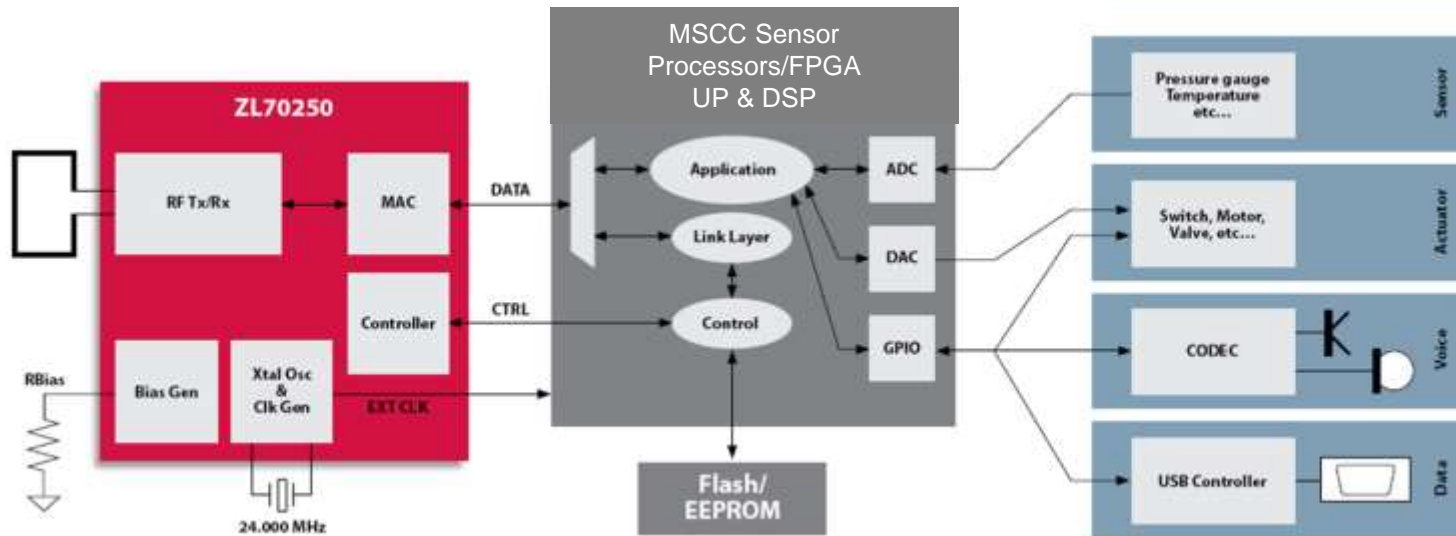 MSCC Sensor
Processors/FPGA
UP & DSP
ZL70250
RF Tx/Rx
MAC
DATA
Controller
CTRL
RBias
Bias Gen
Xtal Osc
&
Clk Gen
EXT CLK
24.000 MHz
Application
Link Layer
Control
ADC
DAC
GPIO
Flash/
EEPROM
Pressure gauge
Temperature
etc...
Sensor
Switch, Motor,
Valve, etc...
Actuator
CODEC
Voice
USB Controller
Data